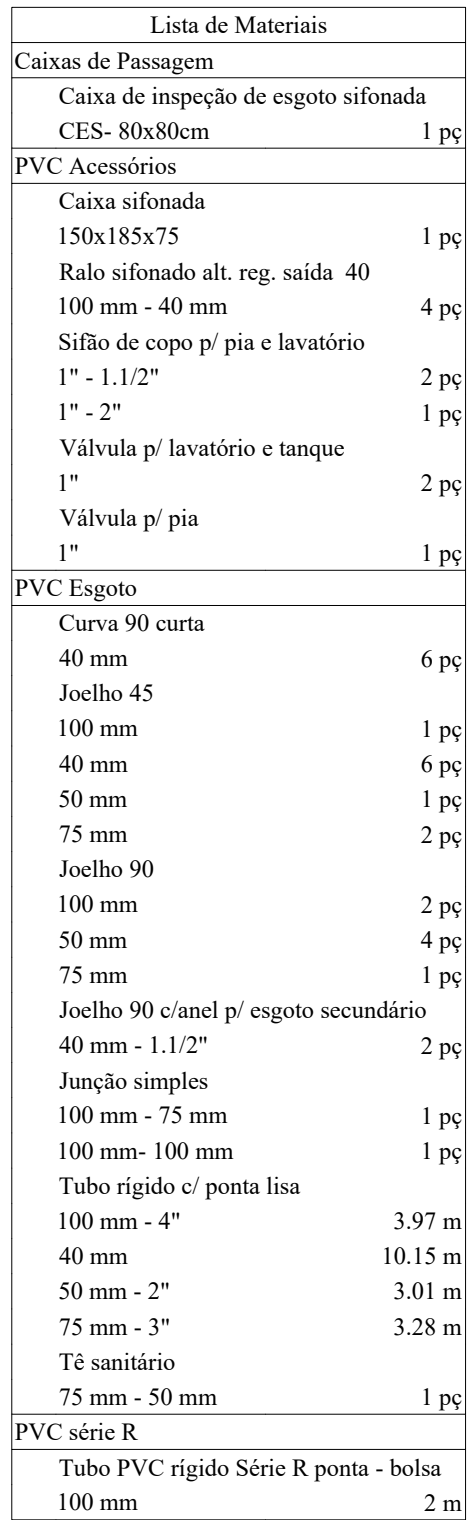 Lista de Materiais
Caixas de Passagem
Caixa de inspeção de esgoto sifonada
CES- 80x80cm 1 pç
PVC Acessórios
Caixa sifonada
150x185x75 1 pç
Ralo sifonado alt. reg. saída 40
100 mm - 40 mm 4 pç
Sifão de copo p/ pia e lavatório
1" - 1.1/2" 2 pç
1" - 2" 1 pç
Válvula p/ lavatório e tanque
1" 2 pç
Válvula p/ pia
1" 1 pç
PVC Esgoto
Curva 90 curta
40 mm 6 pç
Joelho 45
100 mm 1 pç
40 mm 6 pç
50 mm 1 pç
75 mm 2 pç
Joelho 90
100 mm 2 pç
50 mm 4 pç
75 mm 1 pç
Joelho 90 c/anel p/ esgoto secundário
40 mm - 1.1/2" 2 pç
Junção simples
100 mm - 75 mm 1 pç
100 mm- 100 mm 1 pç
Tubo rígido c/ ponta lisa
100 mm - 4" 3.97 m
40 mm 10.15 m
50 mm - 2" 3.01 m
75 mm - 3" 3.28 m
Tê sanitário
75 mm - 50 mm 1 pç
PVC série R
Tubo PVC rígido Série R ponta - bolsa
100 mm 2 m